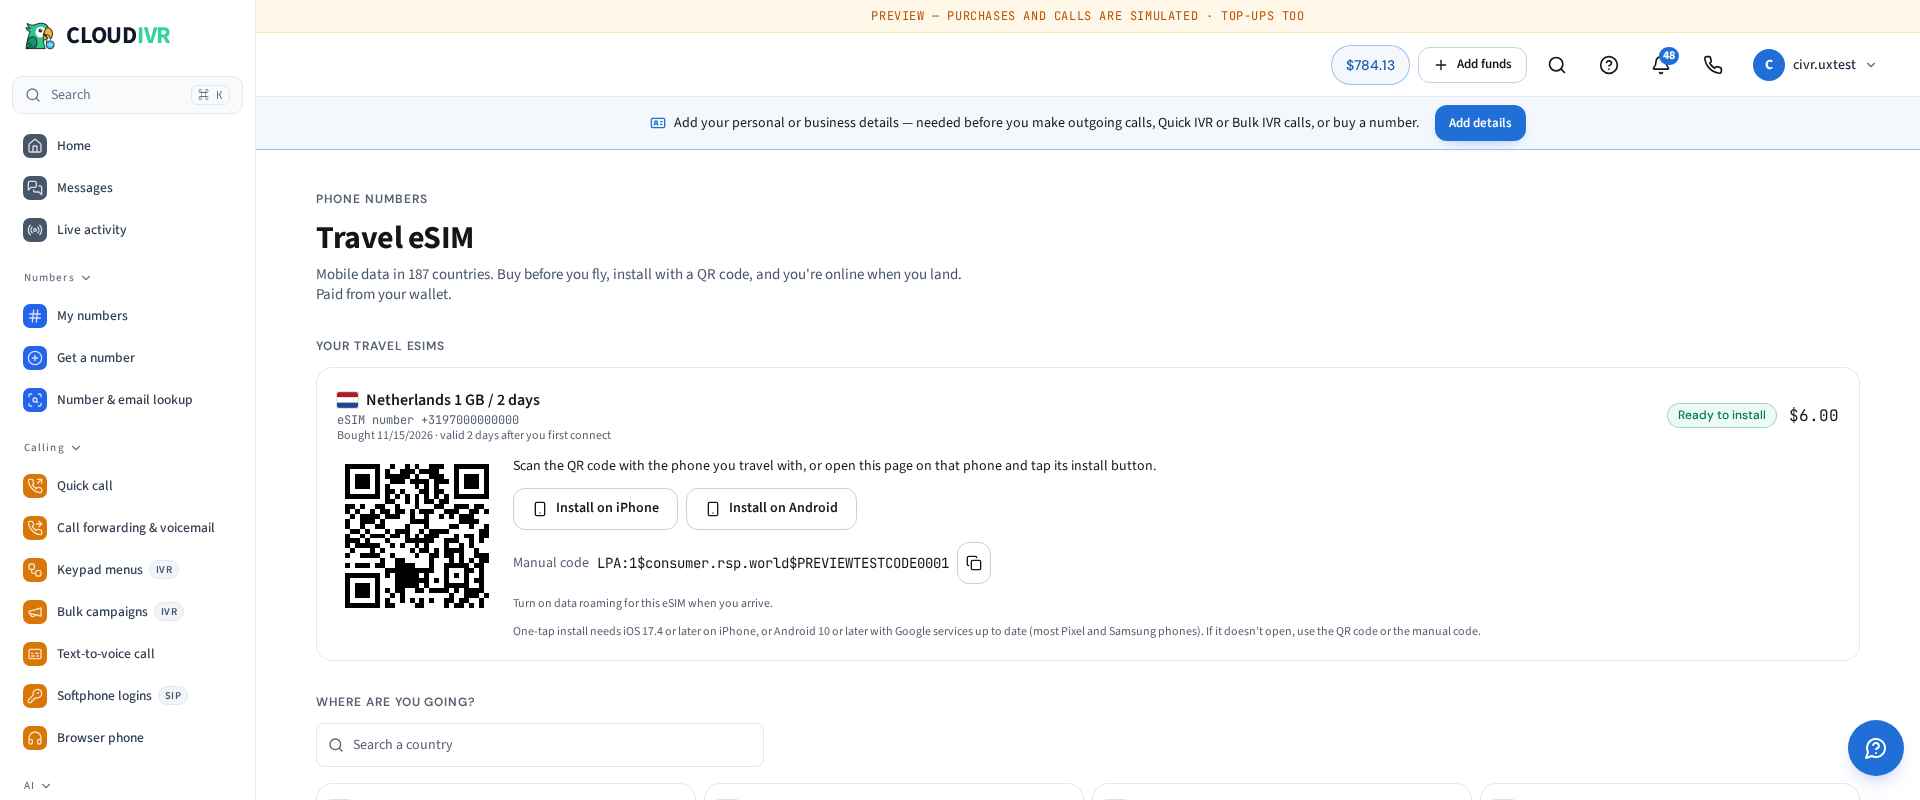 PREVIEW — PURCHASES AND CALLS ARE SIMULATED · TOP-UPS TOO
CLOUDIVR
Search
⌘ K
Home
Messages
Live activity
Numbers
My numbers
Get a number
Number & email lookup
Calling
Quick call
Call forwarding & voicemail
Keypad menus IVR
Bulk campaigns IVR
Text-to-voice call
Softphone logins SIP
Browser phone
AI
$784.13
Add funds
48
C
civr.uxtest
Add your personal or business details — needed before you make outgoing calls, Quick IVR or Bulk IVR calls, or buy a number.
Add details
PHONE NUMBERS
Travel eSIM
Mobile data in 187 countries. Buy before you fly, install with a QR code, and you're online when you land.
Paid from your wallet.
YOUR TRAVEL ESIMS
Netherlands 1 GB / 2 days
eSIM number +3197000000000
Bought 11/15/2026 · valid 2 days after you first connect
Ready to install
$6.00
Scan the QR code with the phone you travel with, or open this page on that phone and tap its install button.
Install on iPhone
Install on Android
Manual code LPA:1$consumer.rsp.world$PREVIEWTESTCODE0001
Turn on data roaming for this eSIM when you arrive.
One-tap install needs iOS 17.4 or later on iPhone, or Android 10 or later with Google services up to date (most Pixel and Samsung phones). If it doesn't open, use the QR code or the manual code.
WHERE ARE YOU GOING?
Search a country